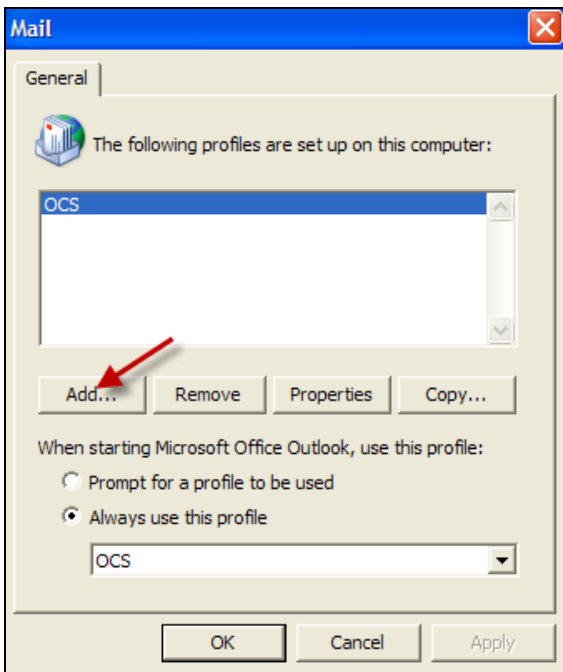 Mail
General
The following profiles are set up on this computer:
OCS
Add...
Remove
Properties
Copy...
When starting Microsoft Office Outlook, use this profile:
Prompt for a profile to be used
Always use this profile
OCS
OK
Cancel
Apply